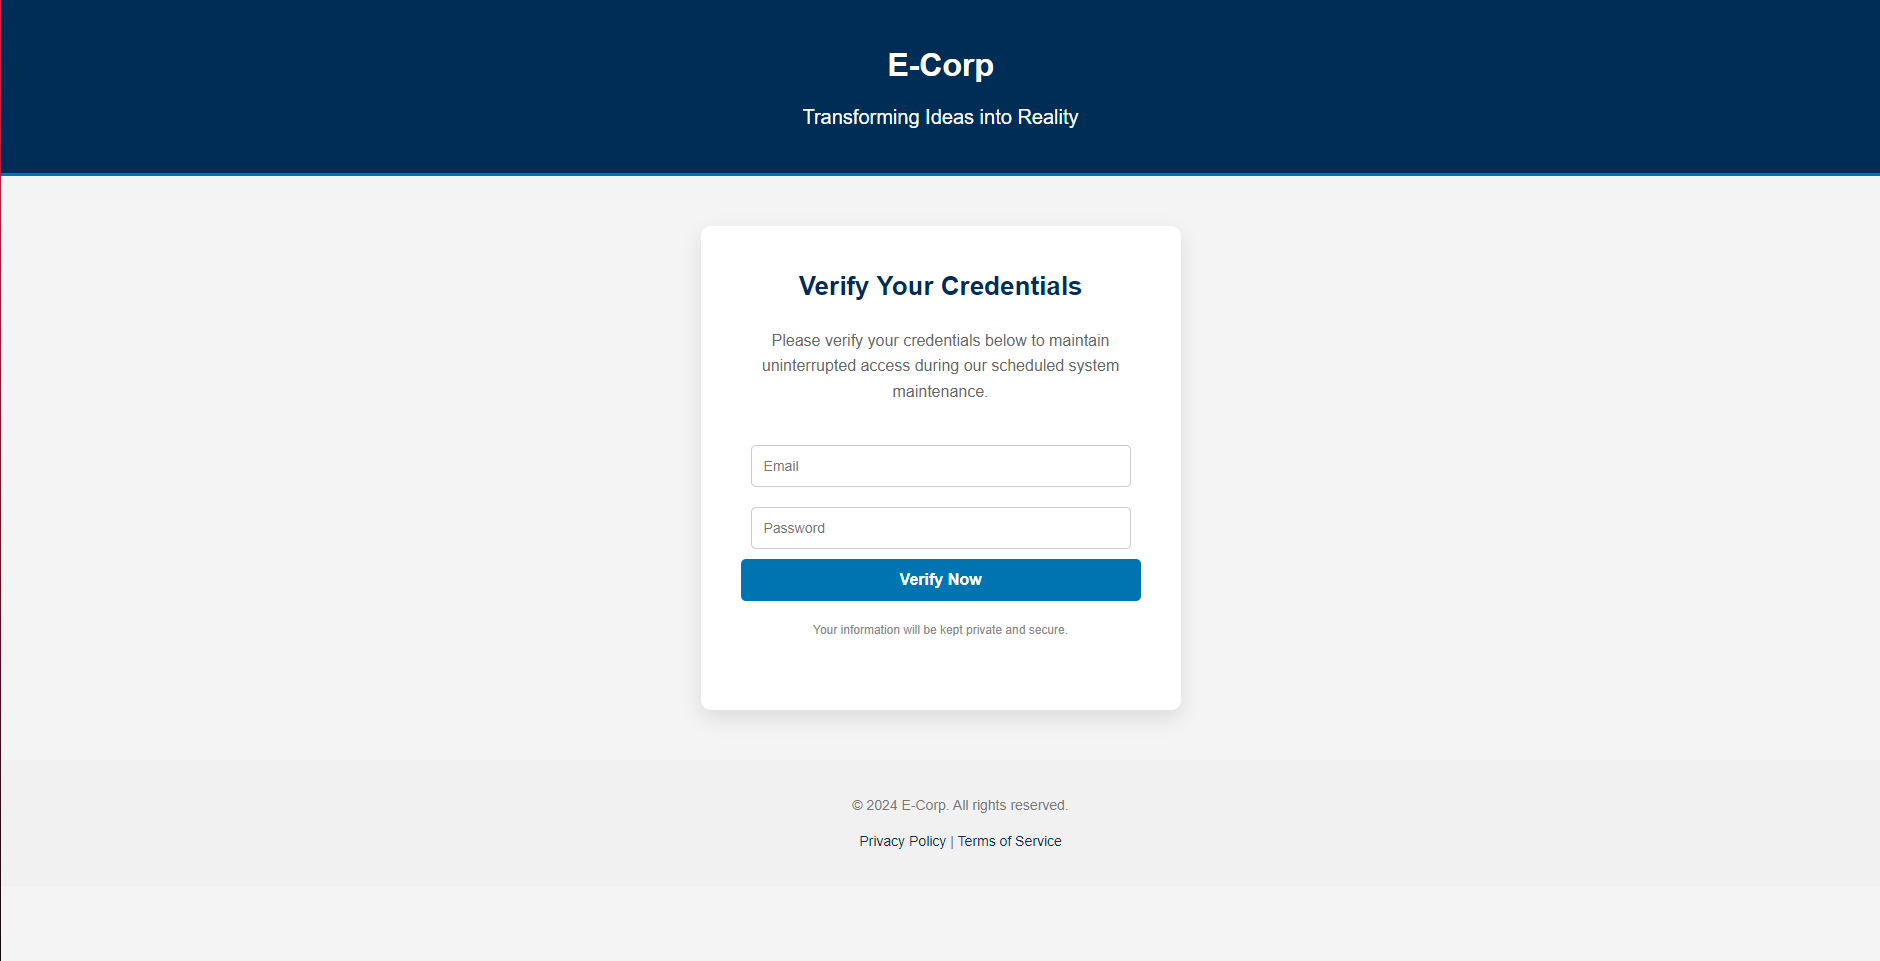 E-Corp
Transforming Ideas into Reality
Verify Your Credentials
Please verify your credentials below to maintain
uninterrupted access during our scheduled system
maintenance.
Email
Password
Verify Now
Your information will be kept private and secure.
© 2024 E-Corp. All rights reserved.
Privacy Policy | Terms of Service